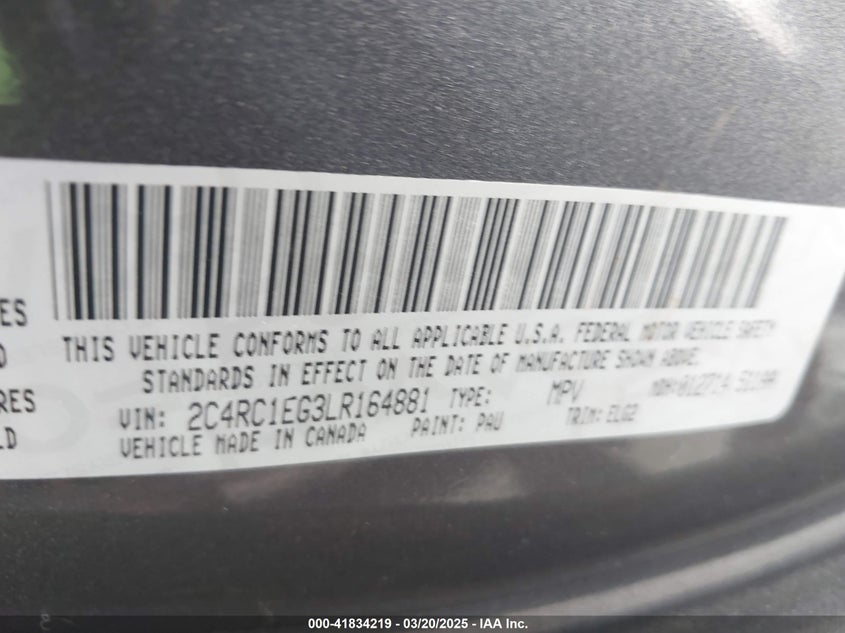 ES
D
RES
LD
THIS VEHICLE CONFORMS TO ALL APPLICABLE U.S.A. FEDERAL MOTOR VEHICLE SAFETY
STANDARDS IN EFFECT ON THE DATE OF MANUFACTURE SHOWN ABOVE.
VIN: 2C4RC1EG3LR164881 TYPE: MPV
VEHICLE MADE IN CANADA PAINT: PAU TRIM: ELG2
000-41834219 — 03/20/2025 — IAA Inc.